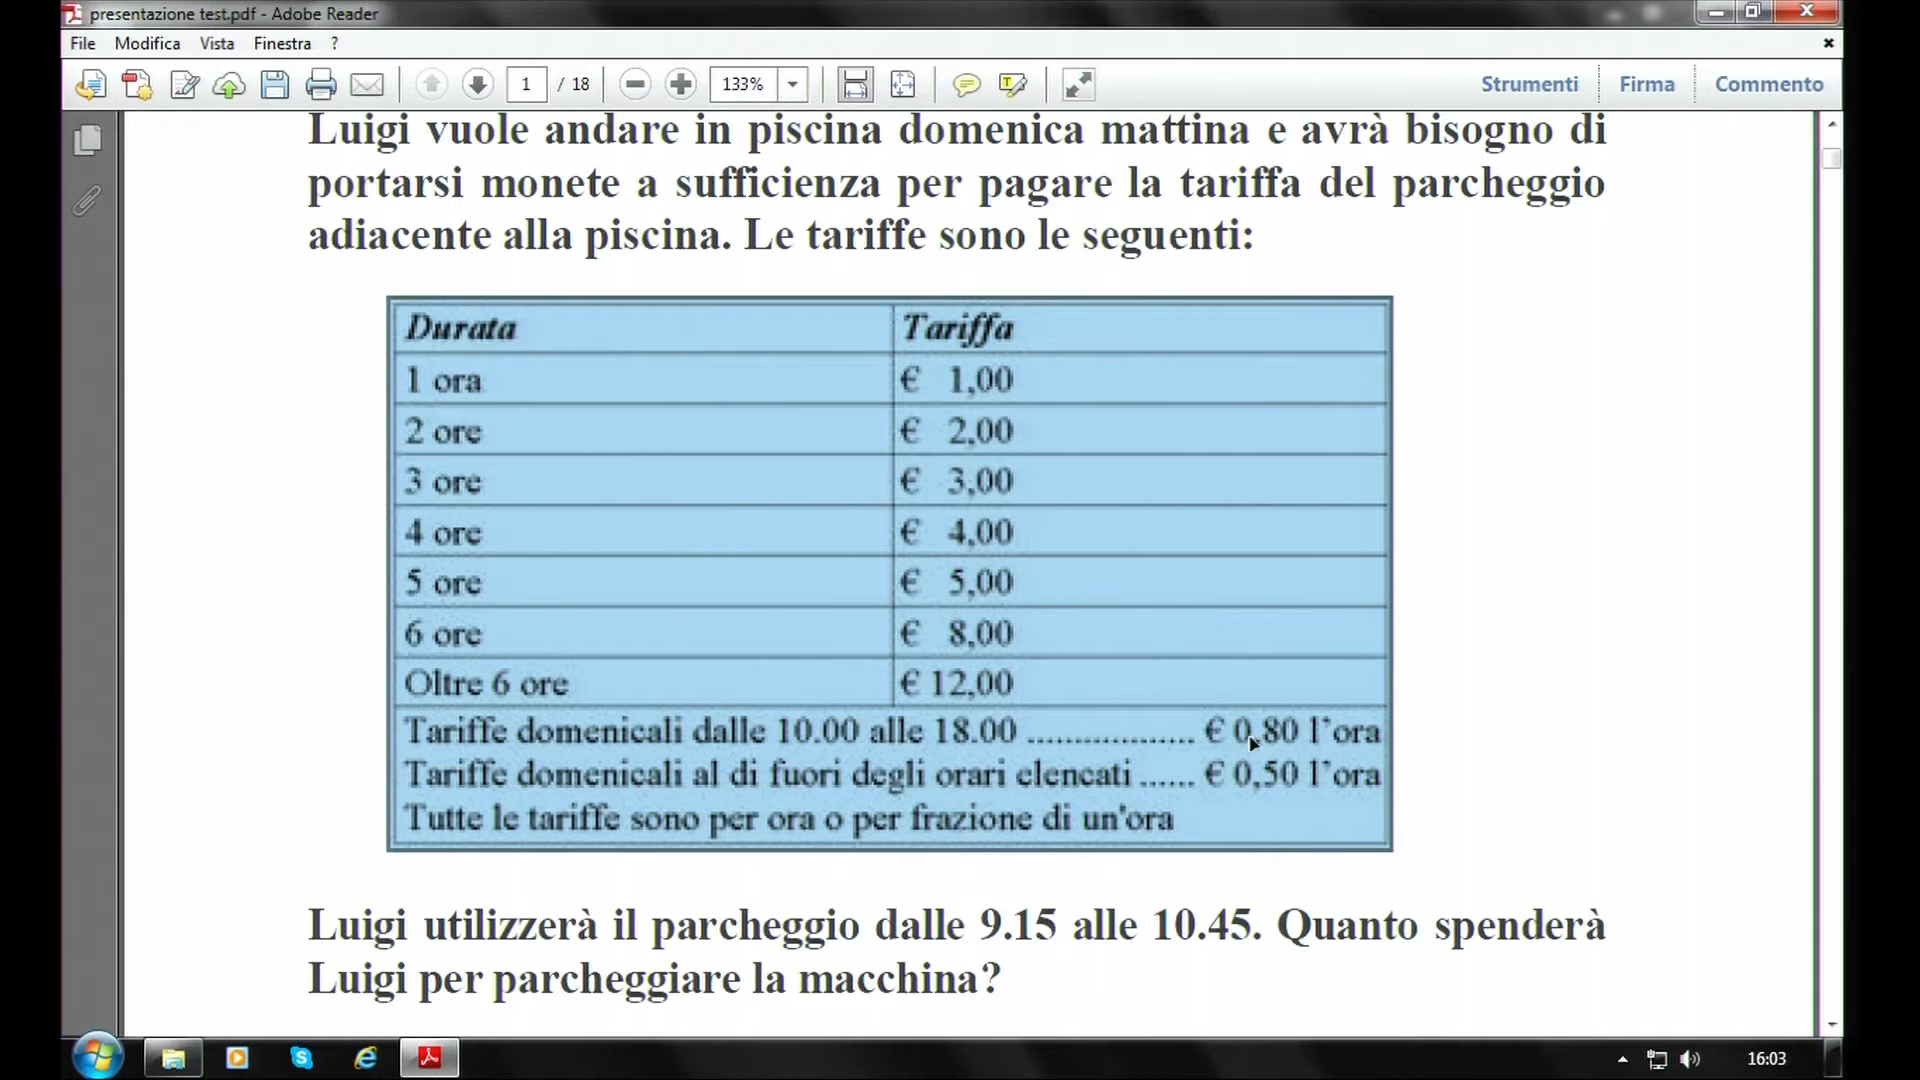 presentazione test.pdf - Adobe Reader
File Modifica Vista Finestra ?
1 / 18 133% Strumenti Firma Commento
Luigi vuole andare in piscina domenica mattina e avrà bisogno di
portarsi monete a sufficienza per pagare la tariffa del parcheggio
adiacente alla piscina. Le tariffe sono le seguenti:
Durata Tariffa
1 ora € 1,00
2 ore € 2,00
3 ore € 3,00
4 ore € 4,00
5 ore € 5,00
6 ore € 8,00
Oltre 6 ore € 12,00
Tariffe domenicali dalle 10.00 alle 18.00 .................. € 0,80 l'ora
Tariffe domenicali al di fuori degli orari elencati ...... € 0,50 l'ora
Tutte le tariffe sono per ora o per frazione di un'ora
Luigi utilizzerà il parcheggio dalle 9.15 alle 10.45. Quanto spenderà
Luigi per parcheggiare la macchina?
16:03